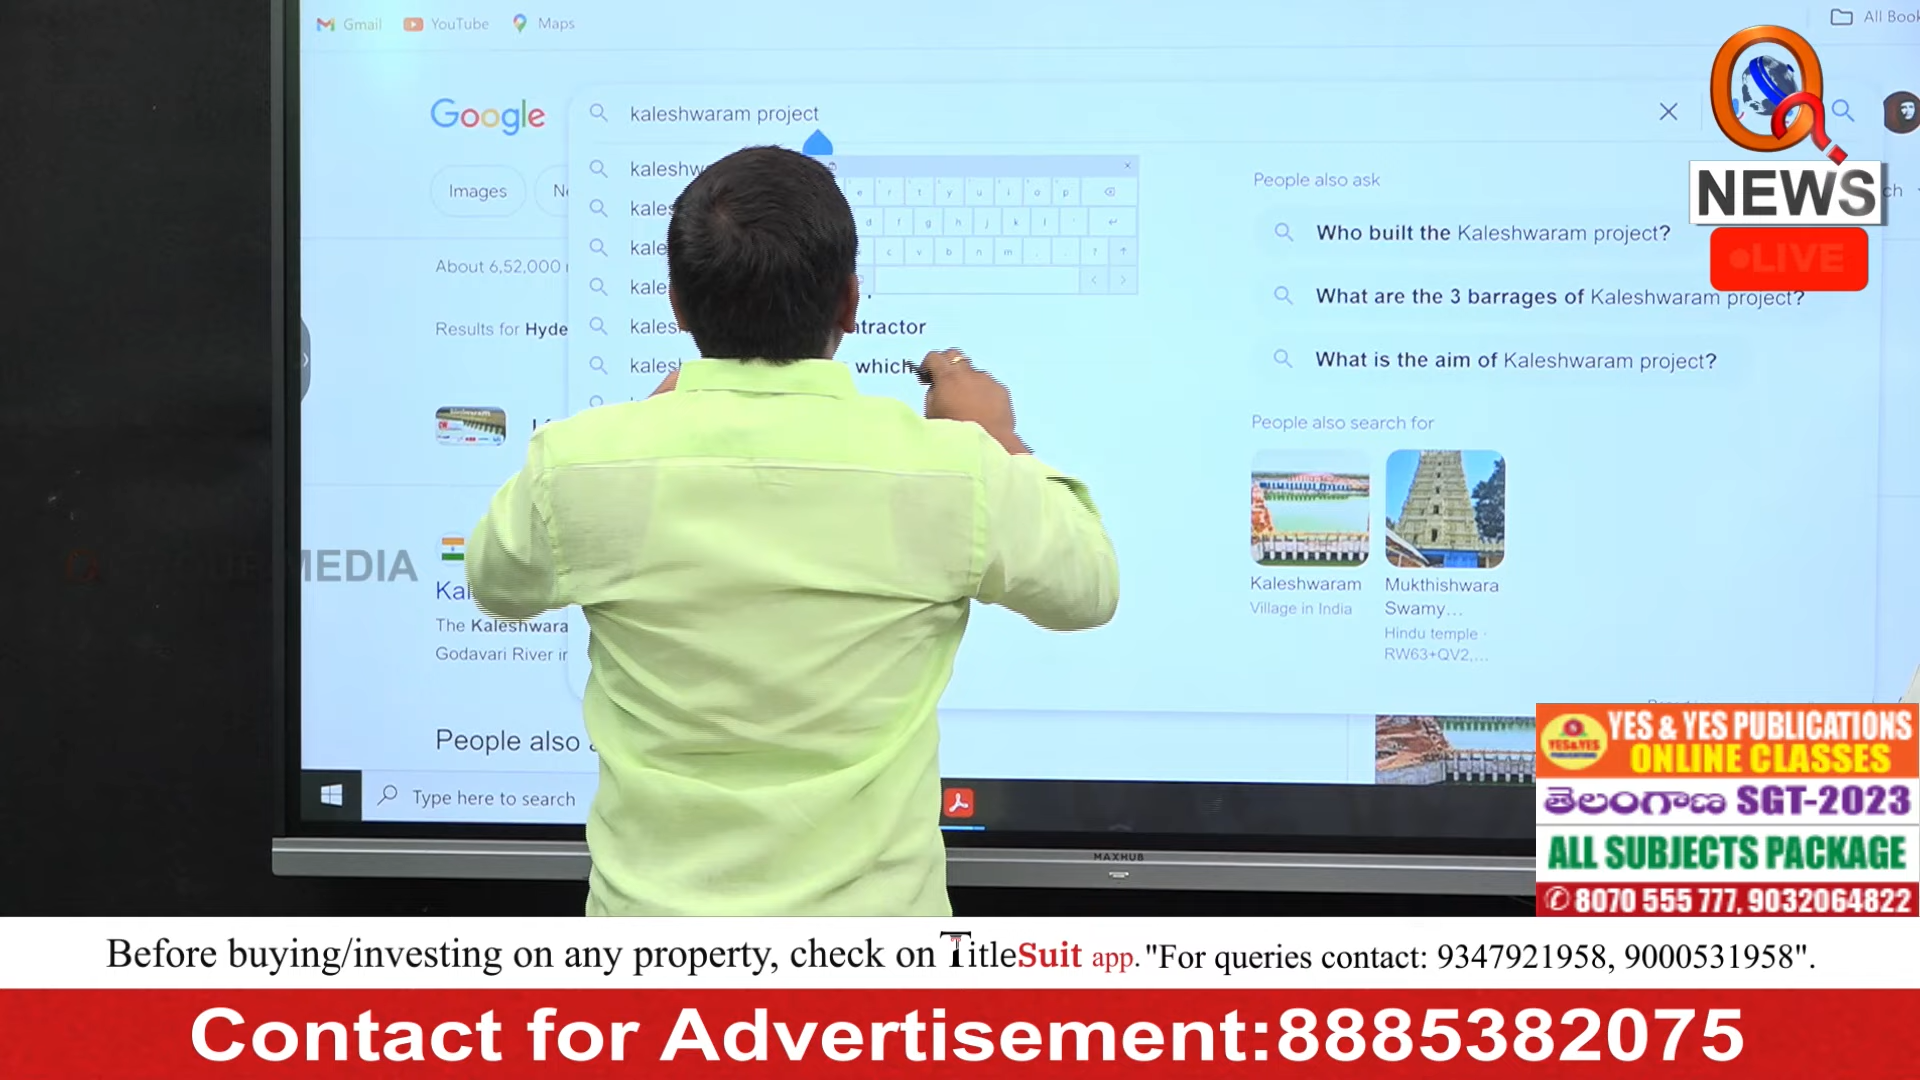 Gmail YouTube Maps
All Book
Google
kaleshwaram project
Images
About 6,52,000
Results for Hyde
kaleshw
kales
kale
kale
kales
ntractor
kales
which
e r t y u i o p
d f g h j k l '
c v b n m , . ?
People also ask
Who built the Kaleshwaram project?
What are the 3 barrages of Kaleshwaram project?
What is the aim of Kaleshwaram project?
People also search for
Kaleshwaram
Village in India
Mukthishwara
Swamy...
Hindu temple ·
RW63+QV2,...
NEWS
LIVE
MEDIA
Kal
The Kaleshwara
Godavari River in
People also
Type here to search
MAXHUB
YES & YES PUBLICATIONS
ONLINE CLASSES
తెలంగాణ SGT-2023
ALL SUBJECTS PACKAGE
8070 555 777, 9032064822
Before buying/investing on any property, check on TitleSuit app. "For queries contact: 9347921958, 9000531958".
Contact for Advertisement:8885382075